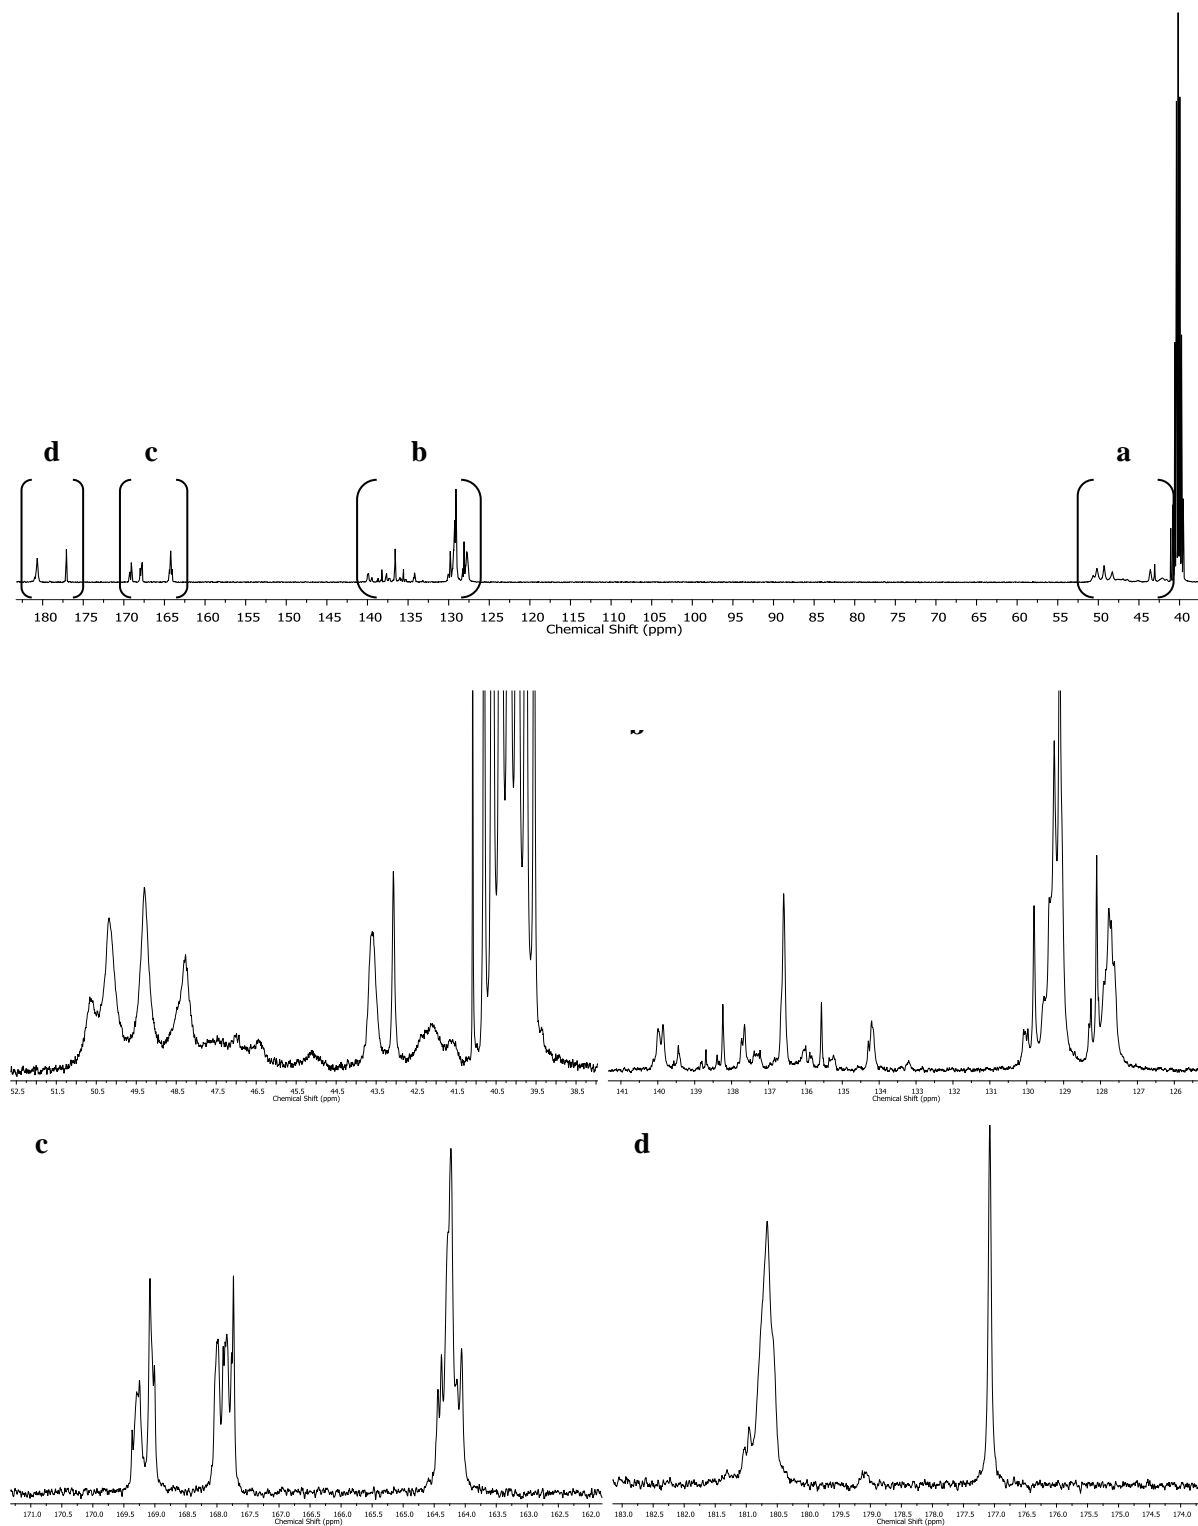 d c b a
180 175 170 165 160 155 150 145 140 135 130 125 120 115 110 105 100 95 90 85 80 75 70 65 60 55 50 45 40
Chemical Shift (ppm)
52.5 51.5 50.5 49.5 48.5 47.5 46.5 45.5 44.5 43.5 42.5 41.5 40.5 39.5 38.5
Chemical Shift (ppm)
141 140 139 138 137 136 135 134 133 132 131 130 129 128 127 126
Chemical Shift (ppm)
c
171.0 170.5 170.0 169.5 169.0 168.5 168.0 167.5 167.0 166.5 166.0 165.5 165.0 164.5 164.0 163.5 163.0 162.5 162.0
Chemical Shift (ppm)
d
183.0 182.5 182.0 181.5 181.0 180.5 180.0 179.5 179.0 178.5 178.0 177.5 177.0 176.5 176.0 175.5 175.0 174.5 174.0
Chemical Shift (ppm)